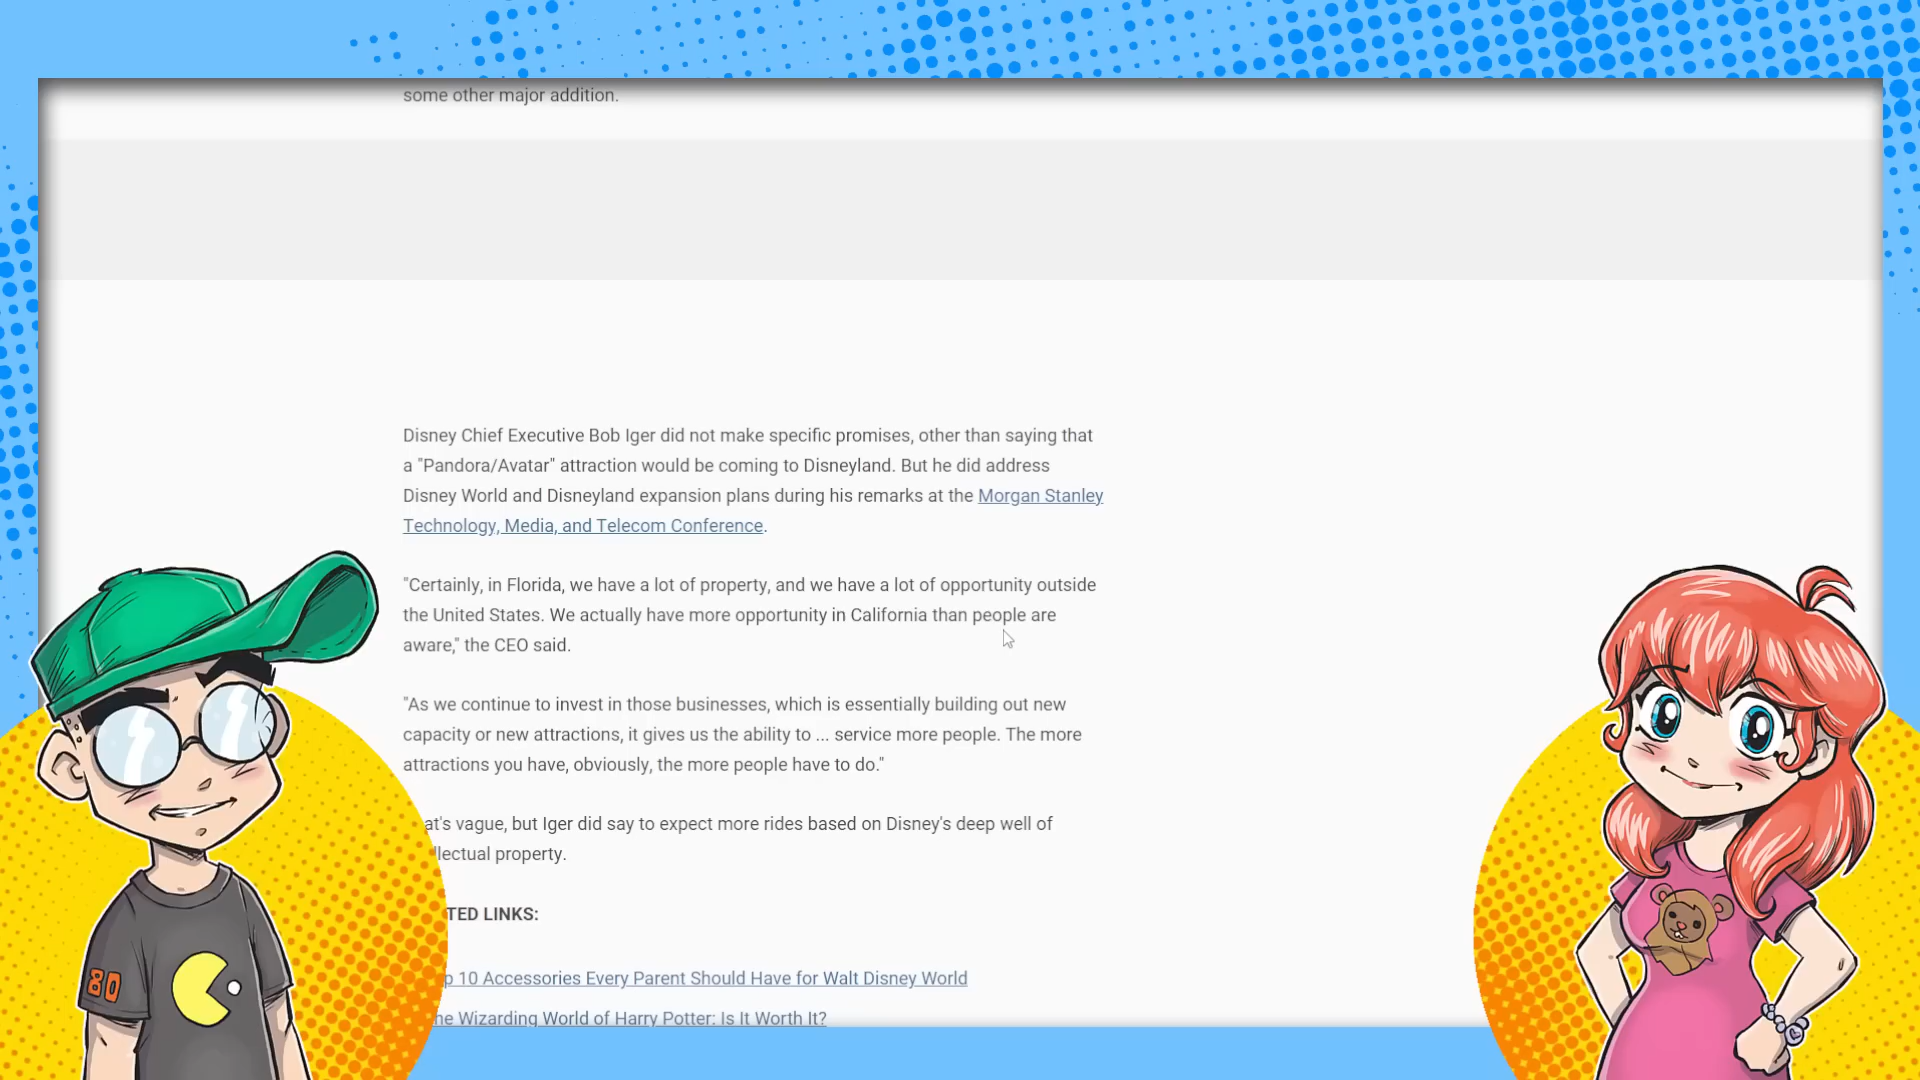 some other major addition.
Disney Chief Executive Bob Iger did not make specific promises, other than saying that
a "Pandora/Avatar" attraction would be coming to Disneyland. But he did address
Disney World and Disneyland expansion plans during his remarks at the Morgan Stanley
Technology, Media, and Telecom Conference.
"Certainly, in Florida, we have a lot of property, and we have a lot of opportunity outside
the United States. We actually have more opportunity in California than people are
aware," the CEO said.
"As we continue to invest in those businesses, which is essentially building out new
capacity or new attractions, it gives us the ability to ... service more people. The more
attractions you have, obviously, the more people have to do."
at's vague, but Iger did say to expect more rides based on Disney's deep well of
llectual property.
TED LINKS:
p 10 Accessories Every Parent Should Have for Walt Disney World
he Wizarding World of Harry Potter: Is It Worth It?
80